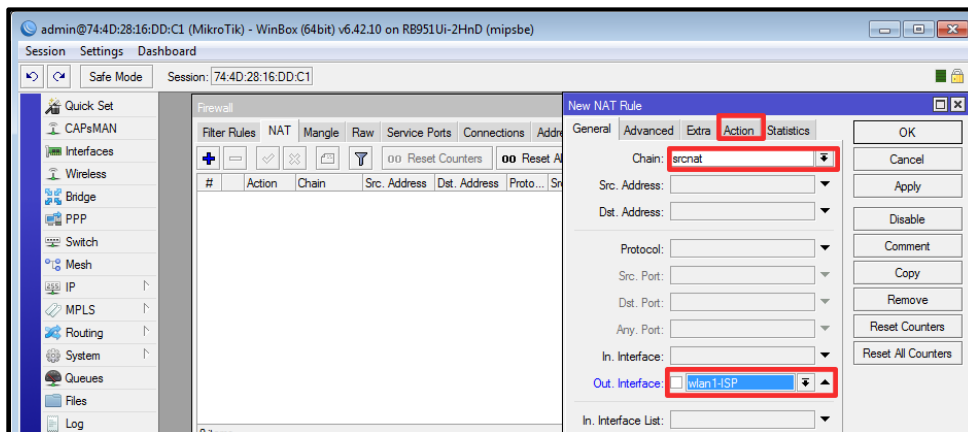 admin@74:4D:28:16:DD:C1 (MikroTik) - WinBox (64bit) v6.42.10 on RB951Ui-2HnD (mipsbe)
Session Settings Dashboard
Safe Mode Session: 74:4D:28:16:DD:C1
Quick Set
CAPsMAN
Interfaces
Wireless
Bridge
PPP
Switch
Mesh
IP
MPLS
Routing
System
Queues
Files
Log
Firewall
Filter Rules NAT Mangle Raw Service Ports Connections
00 Reset Counters 00 Reset
# Action Chain Src. Address Dst. Address Proto...
New NAT Rule
General Advanced Extra Action Statistics
Chain: srcnat
Src. Address:
Dst. Address:
Protocol:
Src. Port:
Dst. Port:
Any. Port:
In. Interface:
Out. Interface: wlan1-ISP
In. Interface List:
OK
Cancel
Apply
Disable
Comment
Copy
Remove
Reset Counters
Reset All Counters